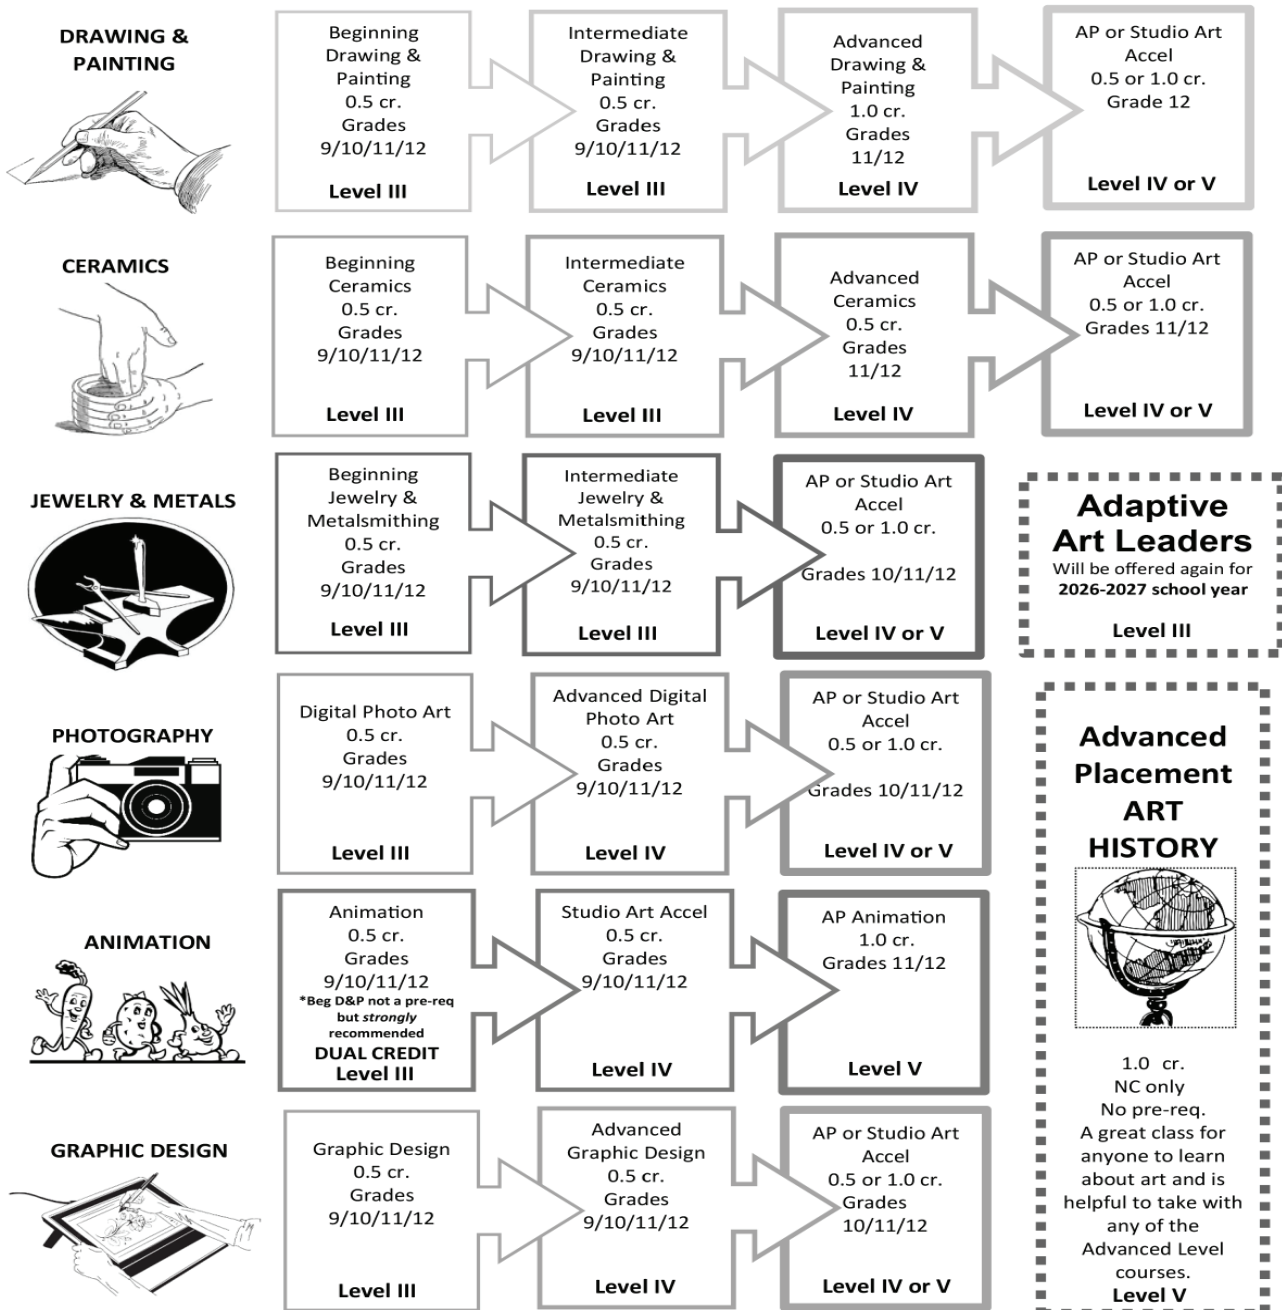 DRAWING &
PAINTING
Beginning
Drawing &
Painting
0.5 cr.
Grades
9/10/11/12
Level III
Intermediate
Drawing &
Painting
0.5 cr.
Grades
9/10/11/12
Level III
Advanced
Drawing &
Painting
1.0 cr.
Grades
11/12
Level IV
AP or Studio Art
Accel
0.5 or 1.0 cr.
Grade 12
Level IV or V
CERAMICS
Beginning
Ceramics
0.5 cr.
Grades
9/10/11/12
Level III
Intermediate
Ceramics
0.5 cr.
Grades
9/10/11/12
Level III
Advanced
Ceramics
0.5 cr.
Grades
11/12
Level IV
AP or Studio Art
Accel
0.5 or 1.0 cr.
Grades 11/12
Level IV or V
JEWELRY & METALS
Beginning
Jewelry &
Metalsmithing
0.5 cr.
Grades
9/10/11/12
Level III
Intermediate
Jewelry &
Metalsmithing
0.5 cr.
Grades
9/10/11/12
Level III
AP or Studio Art
Accel
0.5 or 1.0 cr.
Grades 10/11/12
Level IV or V
Adaptive
Art Leaders
Will be offered again for
2026-2027 school year
Level III
PHOTOGRAPHY
Digital Photo Art
0.5 cr.
Grades
9/10/11/12
Level III
Advanced Digital
Photo Art
0.5 cr.
Grades
9/10/11/12
Level IV
AP or Studio Art
Accel
0.5 or 1.0 cr.
Grades 10/11/12
Level IV or V
ANIMATION
Animation
0.5 cr.
Grades
9/10/11/12
*Beg D&P not a pre-req
but strongly
recommended
DUAL CREDIT
Level III
Studio Art Accel
0.5 cr.
Grades
9/10/11/12
Level IV
AP Animation
1.0 cr.
Grades 11/12
Level V
GRAPHIC DESIGN
Graphic Design
0.5 cr.
Grades
9/10/11/12
Level III
Advanced
Graphic Design
0.5 cr.
Grades
9/10/11/12
Level IV
AP or Studio Art
Accel
0.5 or 1.0 cr.
Grades
10/11/12
Level IV or V
Advanced
Placement
ART
HISTORY
1.0 cr.
NC only
No pre-req.
A great class for
anyone to learn
about art and is
helpful to take with
any of the
Advanced Level
courses.
Level V